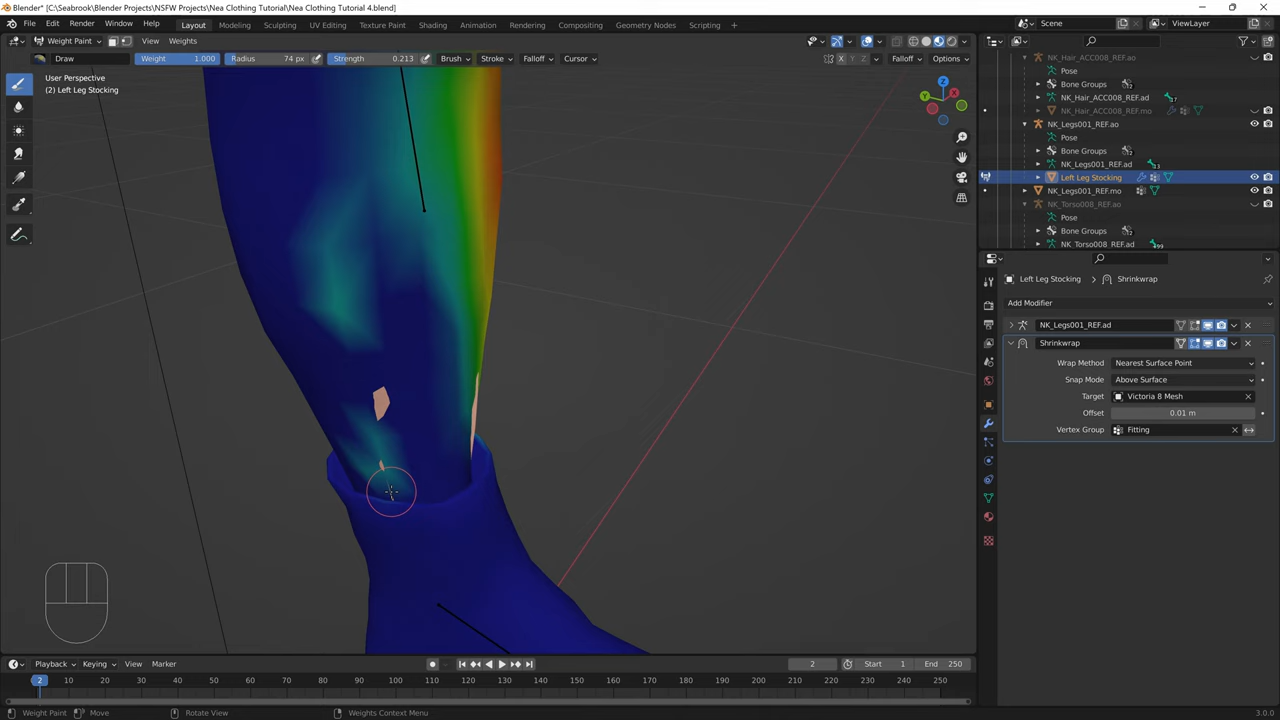 Blender* [C:\Seabrook\Blender Projects\NSFW Projects\Nea Clothing Tutorial\Nea Clothing Tutorial 4.blend]
File Edit Render Window Help Layout Modeling Sculpting UV Editing Texture Paint Shading Animation Rendering Compositing Geometry Nodes Scripting + Scene ViewLayer
Weight Paint View Weights
Draw Weight 1.000 Radius 74 px Strength 0.213 Brush Stroke Falloff Cursor X Y Z Falloff Options
User Perspective
(2) Left Leg Stocking
Z
Y
X
NK_Hair_ACC008_REF.ao
Pose
Bone Groups
NK_Hair_ACC008_REF.ad
NK_Hair_ACC008_REF.mo
NK_Legs001_REF.ao
Pose
Bone Groups
NK_Legs001_REF.ad
Left Leg Stocking
NK_Legs001_REF.mo
NK_Torso008_REF.ao
Pose
Bone Groups
NK_Torso008_REF.ad
Left Leg Stocking > Shrinkwrap
Add Modifier
NK_Legs001_REF.ad
Shrinkwrap
Wrap Method Nearest Surface Point
Snap Mode Above Surface
Target Victoria 8 Mesh
Offset 0.01 m
Vertex Group Fitting
Playback Keying View Marker 2 Start 1 End 250
2 10 20 30 40 50 60 70 80 90 100 110 120 130 140 150 160 170 180 190 200 210 220 230 240 250
Weight Paint Move Rotate View Weights Context Menu 3.0.0